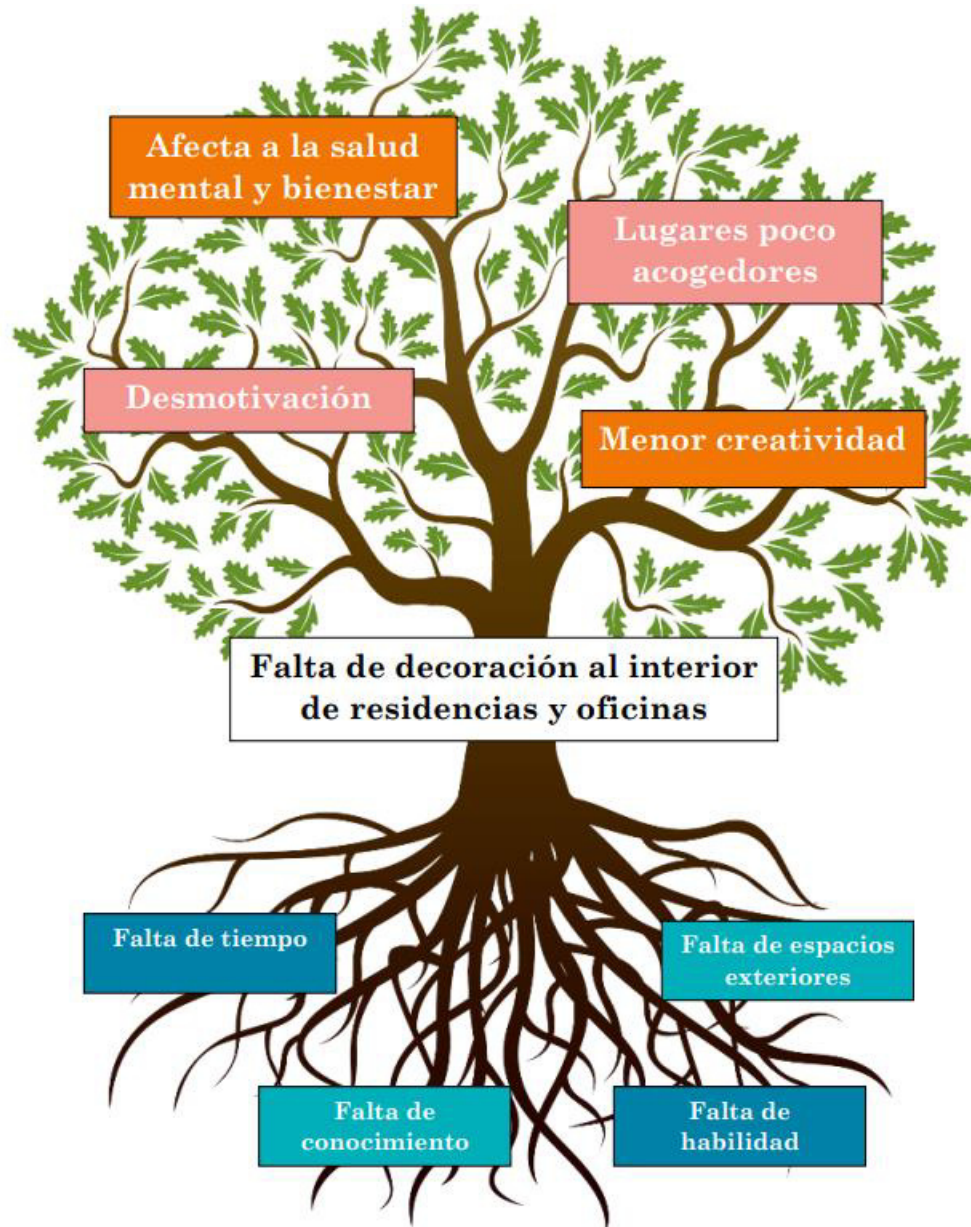 Afecta a la salud
mental y bienestar
Lugares poco
acogedores
Desmotivación
Menor creatividad
Falta de decoración al interior
de residencias y oficinas
Falta de tiempo
Falta de espacios
exteriores
Falta de
conocimiento
Falta de
habilidad